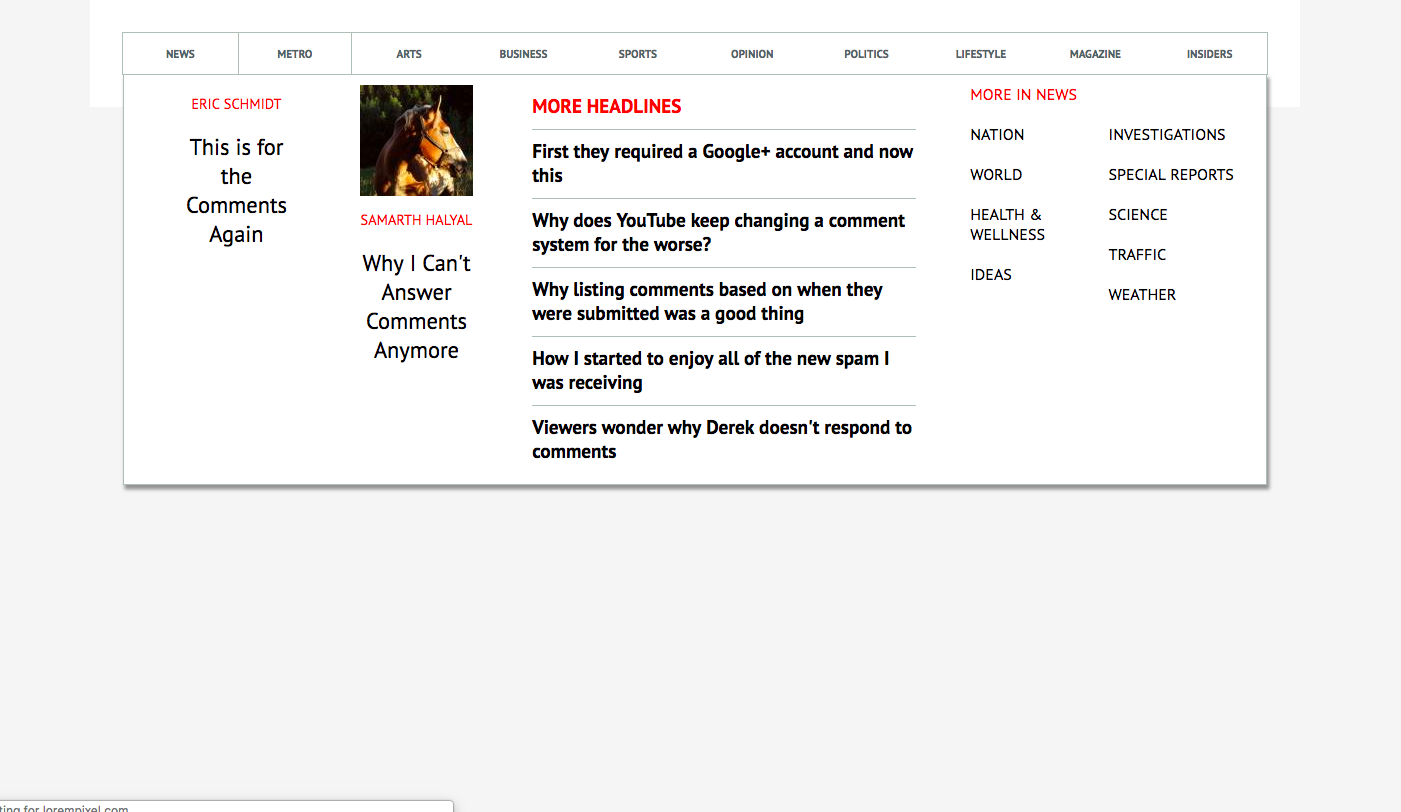 NEWS
METRO
ARTS
BUSINESS
SPORTS
OPINION
POLITICS
LIFESTYLE
MAGAZINE
INSIDERS
ERIC SCHMIDT
This is for
the
Comments
Again
SAMARTH HALYAL
Why I Can't
Answer
Comments
Anymore
MORE HEADLINES
First they required a Google+ account and now
this
Why does YouTube keep changing a comment
system for the worse?
Why listing comments based on when they
were submitted was a good thing
How I started to enjoy all of the new spam I
was receiving
Viewers wonder why Derek doesn't respond to
comments
MORE IN NEWS
NATION
WORLD
HEALTH &
WELLNESS
IDEAS
INVESTIGATIONS
SPECIAL REPORTS
SCIENCE
TRAFFIC
WEATHER
ting for lorempixel.com